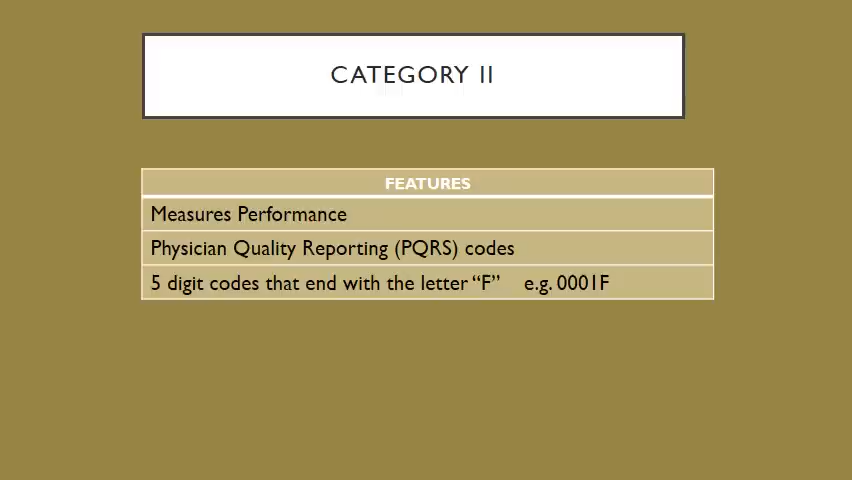 CATEGORY II
FEATURES
Measures Performance
Physician Quality Reporting (PQRS) codes
5 digit codes that end with the letter “F” e.g. 0001F